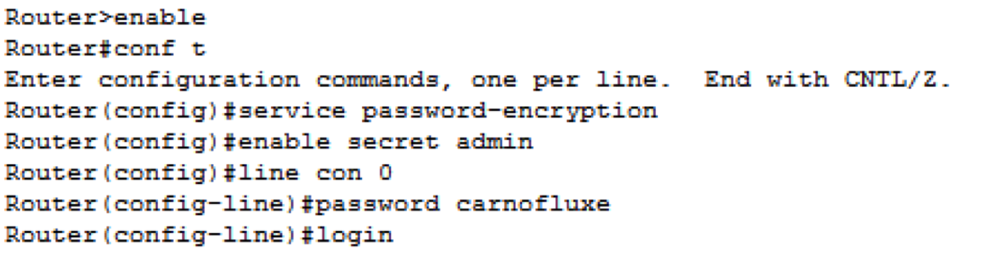 Router>enable
Router#conf t
Enter configuration commands, one per line.  End with CNTL/Z.
Router(config)#service password-encryption
Router(config)#enable secret admin
Router(config)#line con 0
Router(config-line)#password carnofluxe
Router(config-line)#login